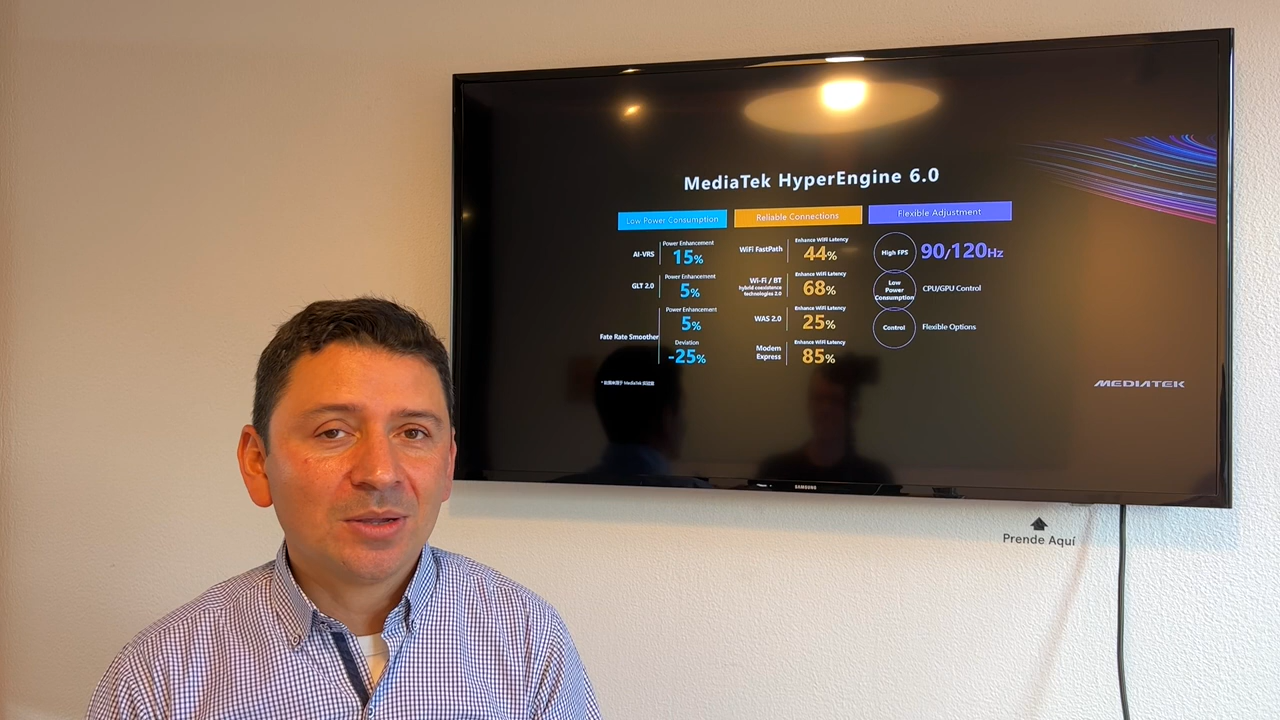 MediaTek HyperEngine 6.0
Low Power Consumption
AI-VRS
Power Enhancement
15%
GLT 2.0
Power Enhancement
5%
Fate Rate Smoother
Power Enhancement
5%
Deviation
-25%
Reliable Connections
WiFi FastPath
Enhance WiFi Latency
44%
Wi-Fi / BT
hybrid coexistence
technologies 2.0
Enhance WiFi Latency
68%
WAS 2.0
Enhance WiFi Latency
25%
Modem
Express
Enhance WiFi Latency
85%
Flexible Adjustment
High FPS
90/120Hz
Low
Power
Consumption
CPU/GPU Control
Control
Flexible Options
MEDIATEK
SAMSUNG
Prende Aquí